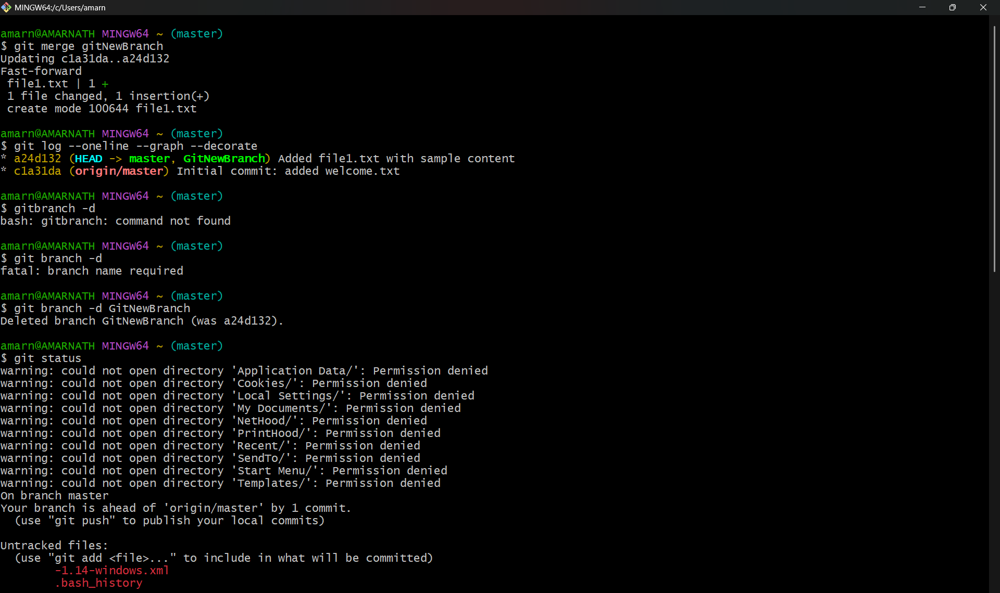 MINGW64:/c/Users/amarn
amarn@AMARNATH MINGW64 ~ (master)
$ git merge gitNewBranch
Updating c1a31da..a24d132
Fast-forward
 file1.txt | 1 +
 1 file changed, 1 insertion(+)
 create mode 100644 file1.txt
amarn@AMARNATH MINGW64 ~ (master)
$ git log --oneline --graph --decorate
* a24d132 (HEAD -> master, GitNewBranch) Added file1.txt with sample content
* c1a31da (origin/master) Initial commit: added welcome.txt
amarn@AMARNATH MINGW64 ~ (master)
$ gitbranch -d
bash: gitbranch: command not found
amarn@AMARNATH MINGW64 ~ (master)
$ git branch -d
fatal: branch name required
amarn@AMARNATH MINGW64 ~ (master)
$ git branch -d GitNewBranch
Deleted branch GitNewBranch (was a24d132).
amarn@AMARNATH MINGW64 ~ (master)
$ git status
warning: could not open directory 'Application Data/': Permission denied
warning: could not open directory 'Cookies/': Permission denied
warning: could not open directory 'Local Settings/': Permission denied
warning: could not open directory 'My Documents/': Permission denied
warning: could not open directory 'NetHood/': Permission denied
warning: could not open directory 'PrintHood/': Permission denied
warning: could not open directory 'Recent/': Permission denied
warning: could not open directory 'SendTo/': Permission denied
warning: could not open directory 'Start Menu/': Permission denied
warning: could not open directory 'Templates/': Permission denied
On branch master
Your branch is ahead of 'origin/master' by 1 commit.
  (use "git push" to publish your local commits)
Untracked files:
  (use "git add <file>..." to include in what will be committed)
        -1.14-windows.xml
        .bash_history